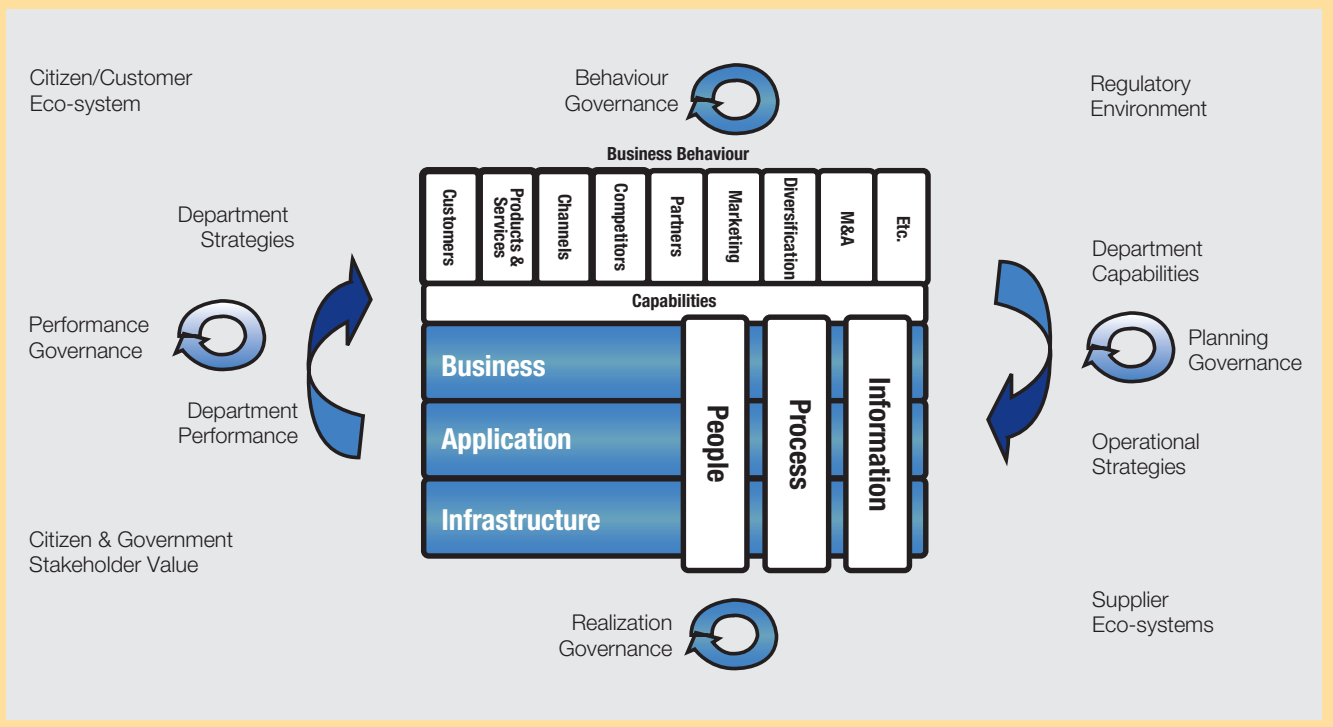 Citizen/Customer
Eco-system
Behaviour
Governance
Regulatory
Environment
Business Behaviour
Customers
Products &
Services
Channels
Competitors
Partners
Marketing
Diversification
M&A
Etc.
Department
Strategies
Department
Capabilities
Capabilities
Performance
Governance
Planning
Governance
Business
Application
Infrastructure
People
Process
Information
Department
Performance
Operational
Strategies
Citizen & Government
Stakeholder Value
Realization
Governance
Supplier
Eco-systems